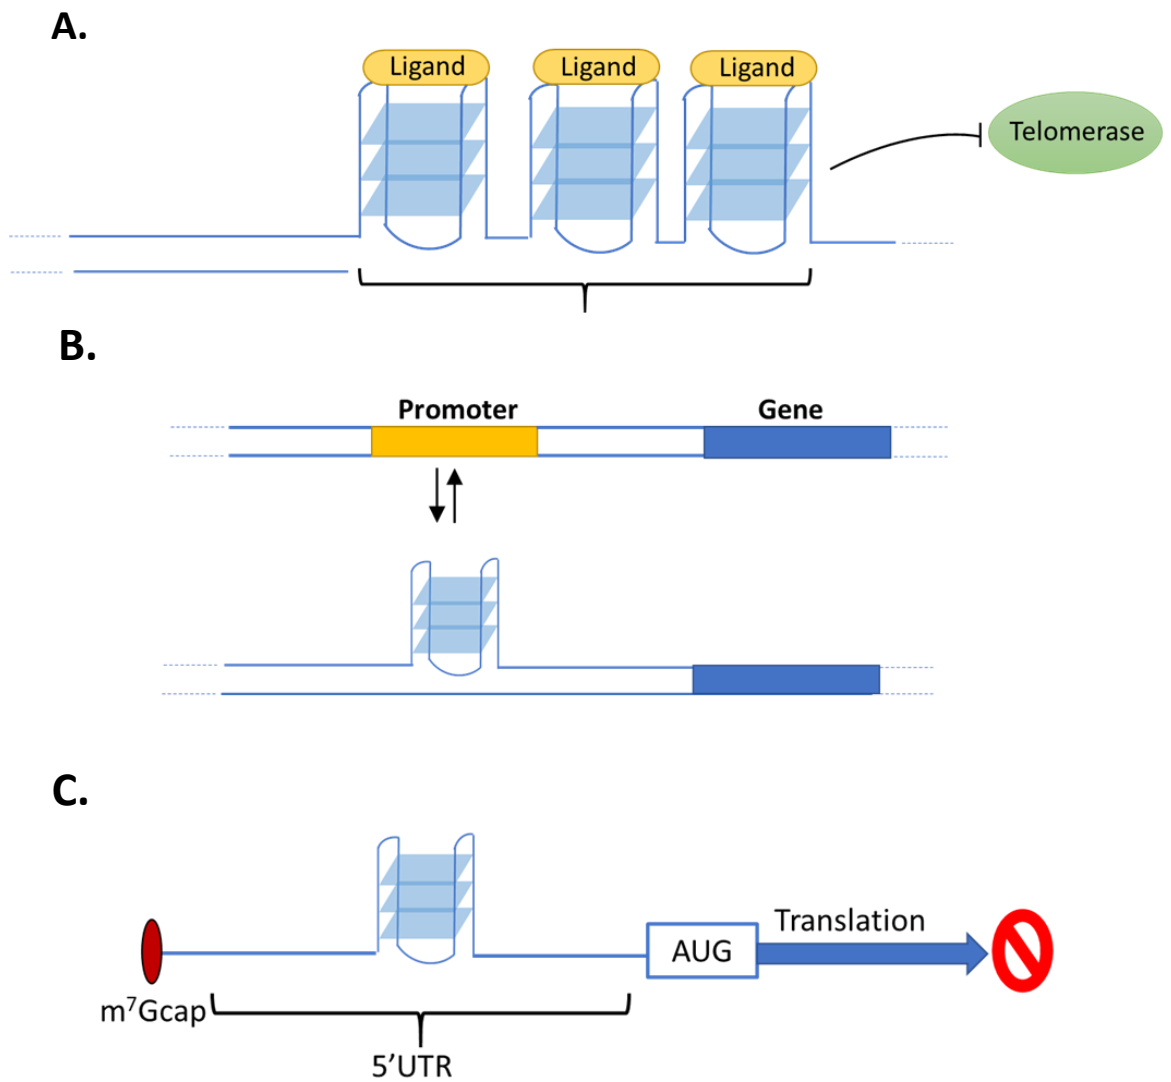 A.
Ligand Ligand Ligand
Telomerase
B.
Promoter Gene
C.
Translation
AUG
m⁷Gcap
5’UTR